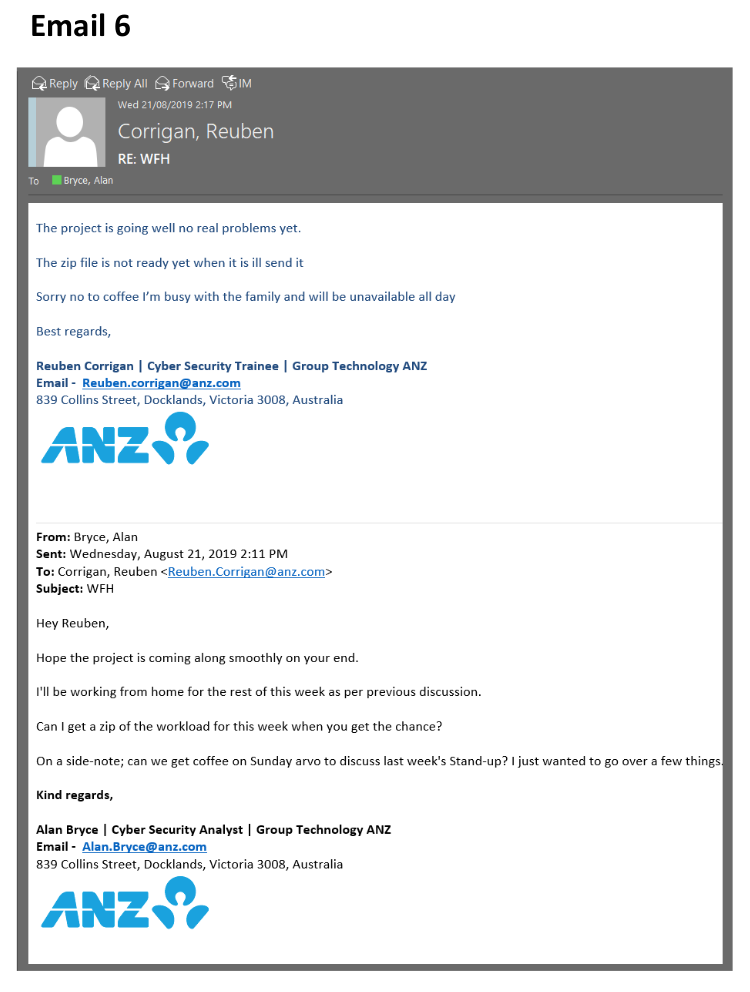 Email 6
Reply Reply All Forward IM
Wed 21/08/2019 2:17 PM
Corrigan, Reuben
RE: WFH
To Bryce, Alan
The project is going well no real problems yet.
The zip file is not ready yet when it is ill send it
Sorry no to coffee I'm busy with the family and will be unavailable all day
Best regards,
Reuben Corrigan | Cyber Security Trainee | Group Technology ANZ
Email - Reuben.corrigan@anz.com
839 Collins Street, Docklands, Victoria 3008, Australia
ANZ
From: Bryce, Alan
Sent: Wednesday, August 21, 2019 2:11 PM
To: Corrigan, Reuben <Reuben.Corrigan@anz.com>
Subject: WFH
Hey Reuben,
Hope the project is coming along smoothly on your end.
I'll be working from home for the rest of this week as per previous discussion.
Can I get a zip of the workload for this week when you get the chance?
On a side-note; can we get coffee on Sunday arvo to discuss last week's Stand-up? I just wanted to go over a few things.
Kind regards,
Alan Bryce | Cyber Security Analyst | Group Technology ANZ
Email - Alan.Bryce@anz.com
839 Collins Street, Docklands, Victoria 3008, Australia
ANZ